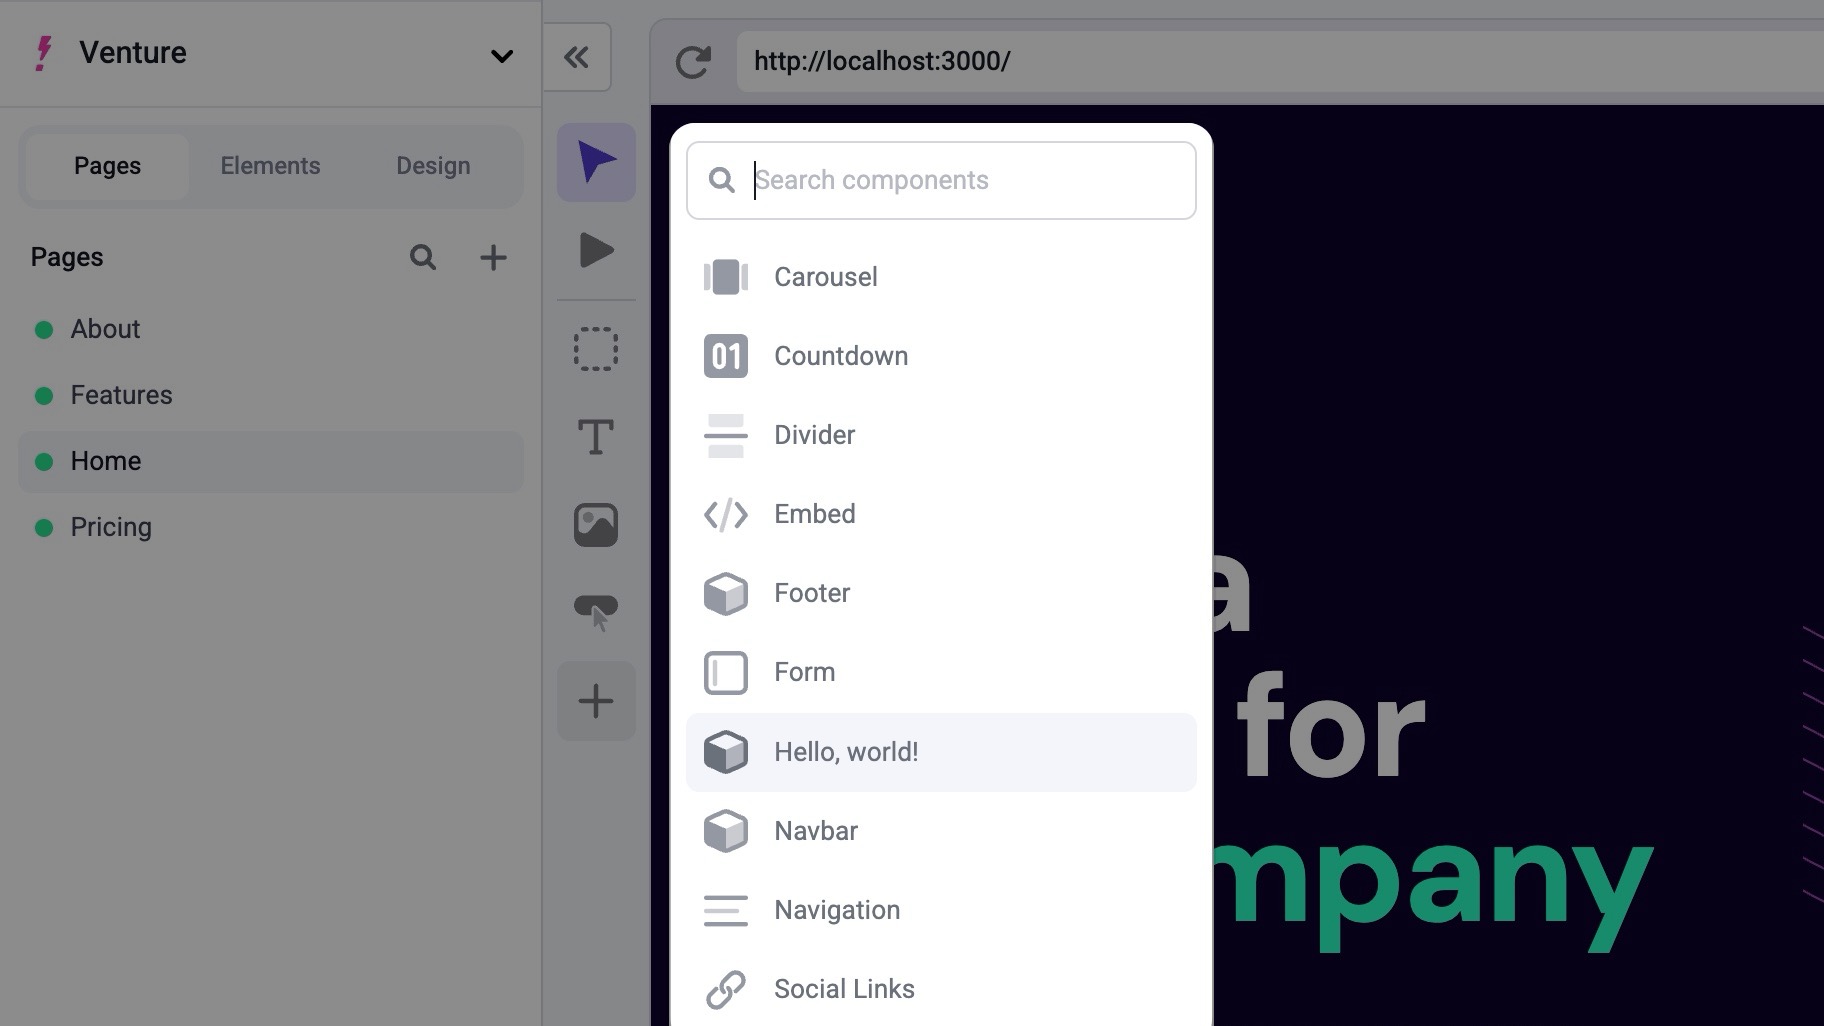 Venture
http://localhost:3000/
Pages
Elements
Design
Pages
About
Features
Home
Pricing
Search components
Carousel
01
Countdown
Divider
Embed
Footer
Form
Hello, world!
Navbar
Navigation
Social Links
a
for
mpany